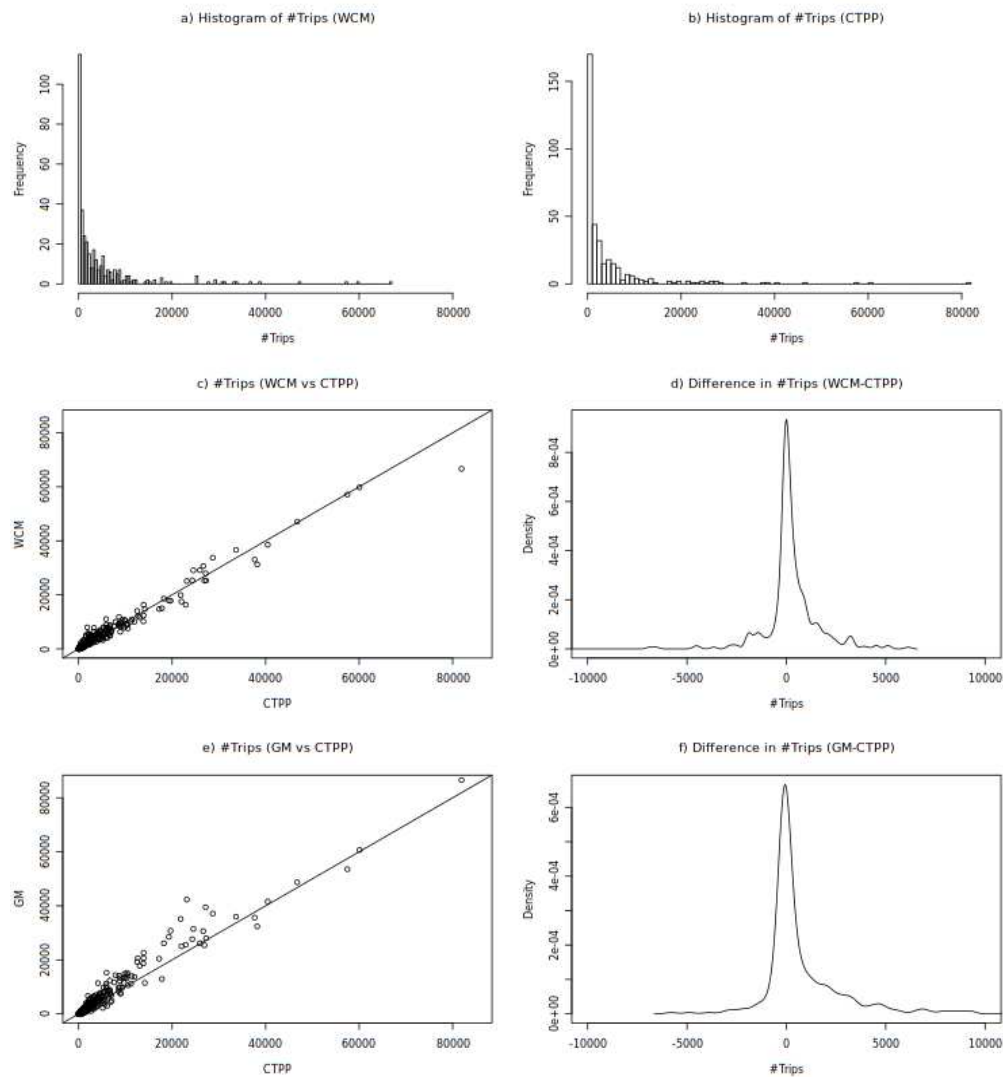 a) Histogram of #Trips (WCM)
Frequency
0 20 40 60 80 100
0 20000 40000 60000 80000
#Trips
b) Histogram of #Trips (CTPP)
Frequency
0 50 100 150
0 20000 40000 60000 80000
#Trips
c) #Trips (WCM vs CTPP)
WCM
0 20000 40000 60000 80000
0 20000 40000 60000 80000
CTPP
d) Difference in #Trips (WCM-CTPP)
Density
0e+00 2e-04 4e-04 6e-04 8e-04
-10000 -5000 0 5000 10000
#Trips
e) #Trips (GM vs CTPP)
GM
0 20000 40000 60000 80000
0 20000 40000 60000 80000
CTPP
f) Difference in #Trips (GM-CTPP)
Density
0e+00 2e-04 4e-04 6e-04
-10000 -5000 0 5000 10000
#Trips